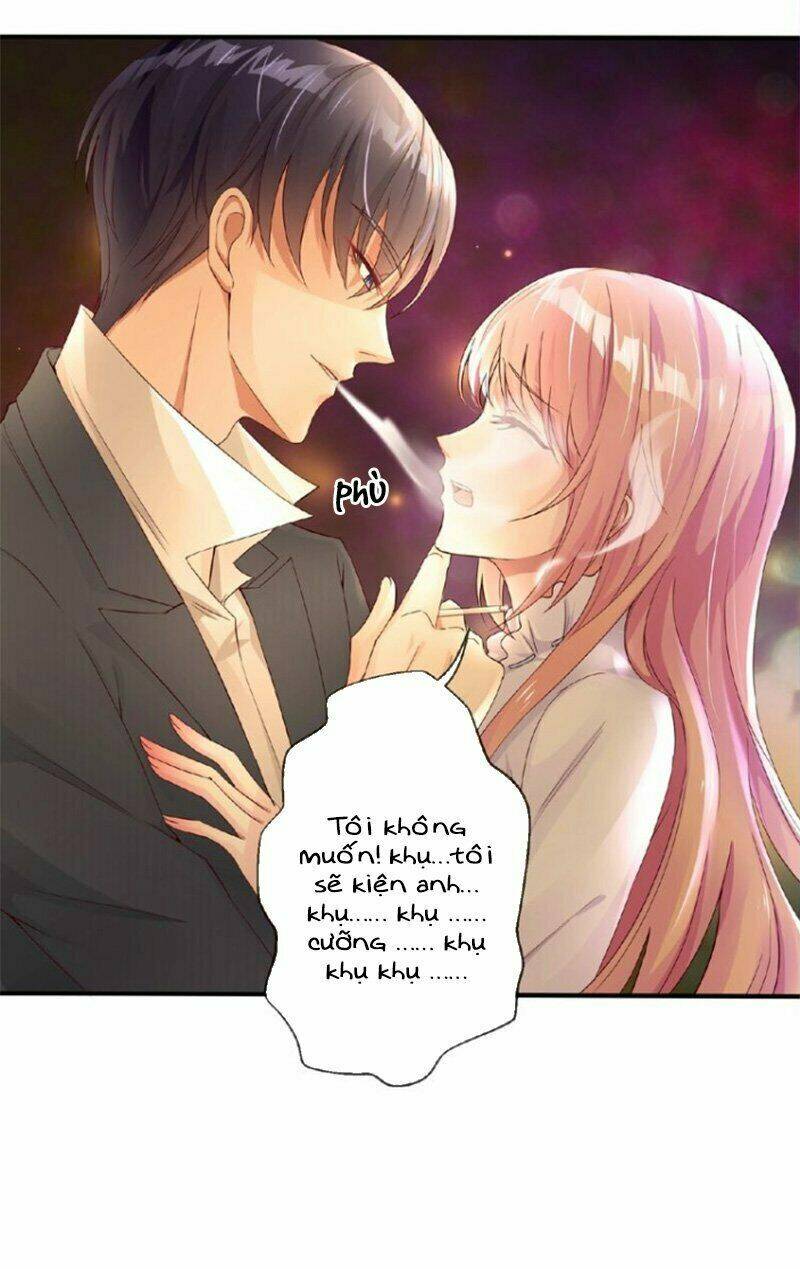 phù
Tôi không
muốn! khụ...tôi
sẽ kiện anh...
khụ...... khụ ......
cưỡng ...... khụ
khụ khụ ......